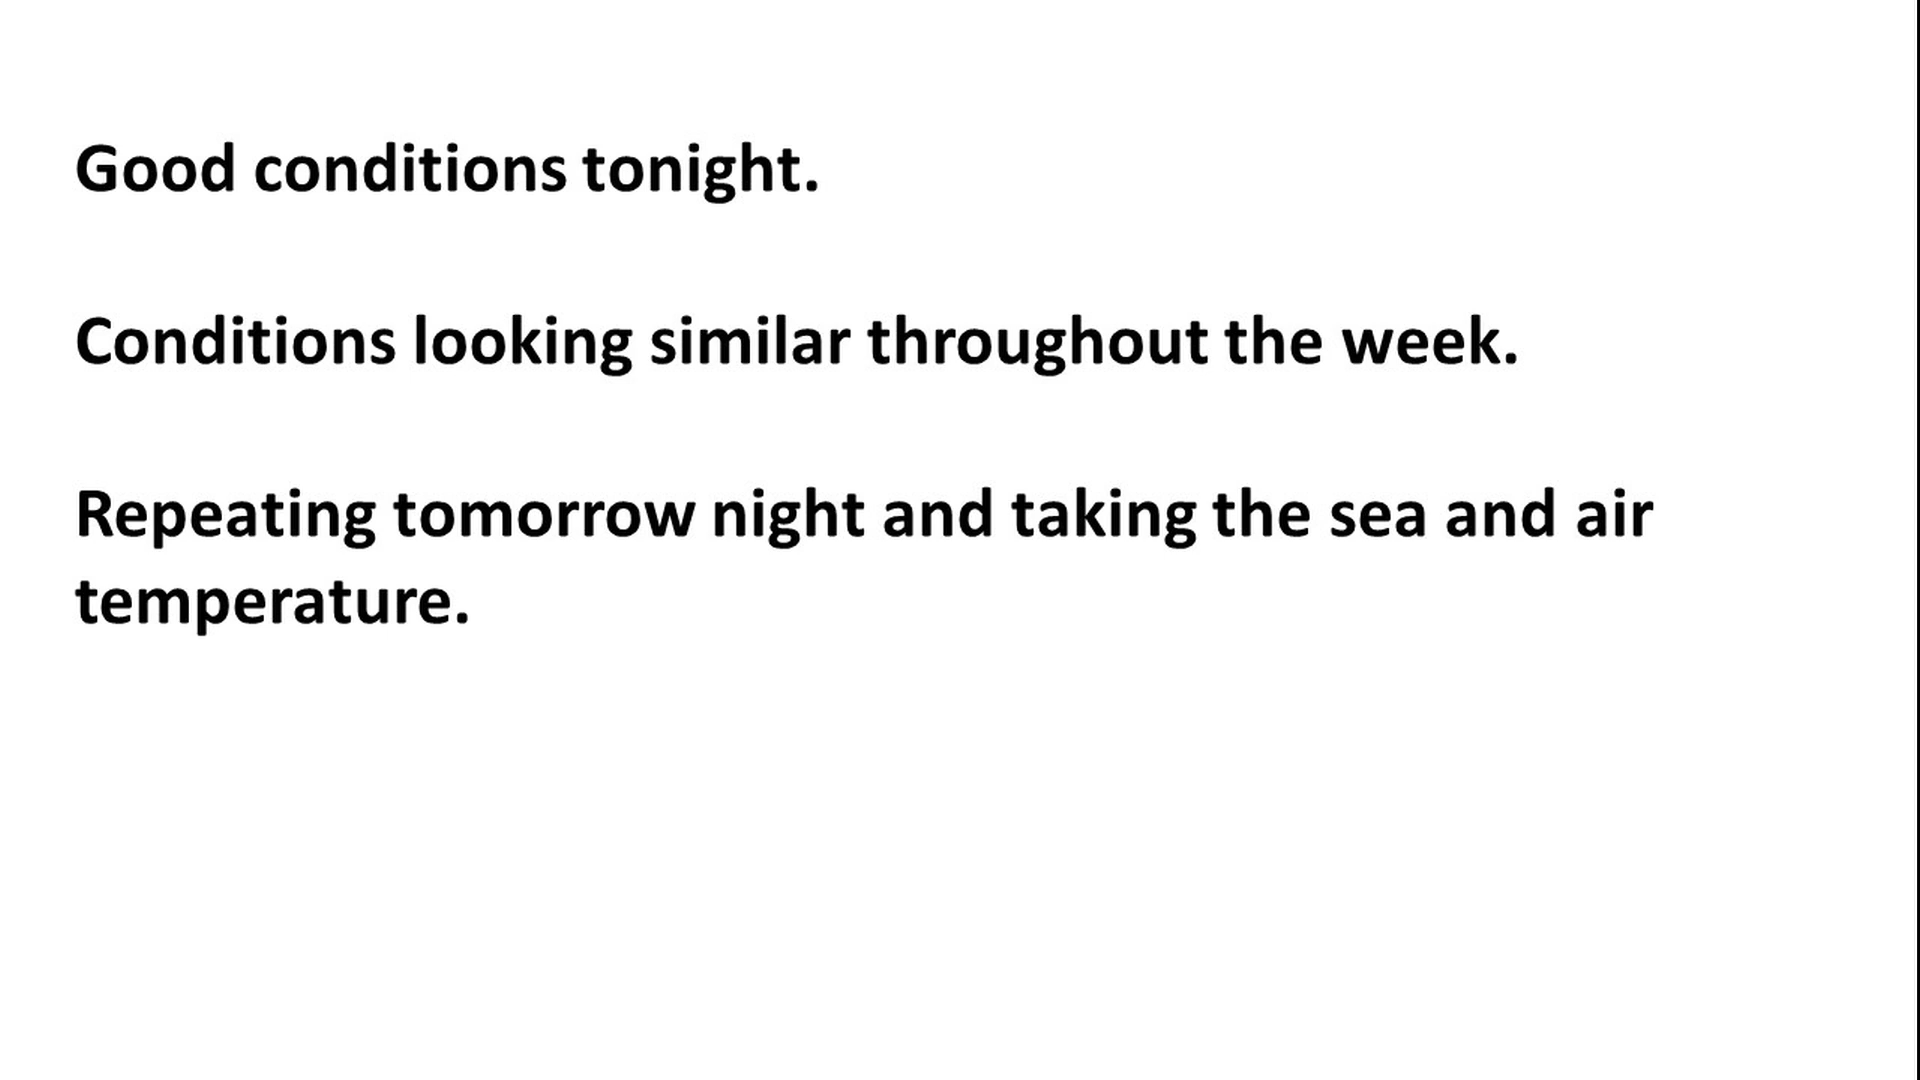 Good conditions tonight.
Conditions looking similar throughout the week.
Repeating tomorrow night and taking the sea and air
temperature.